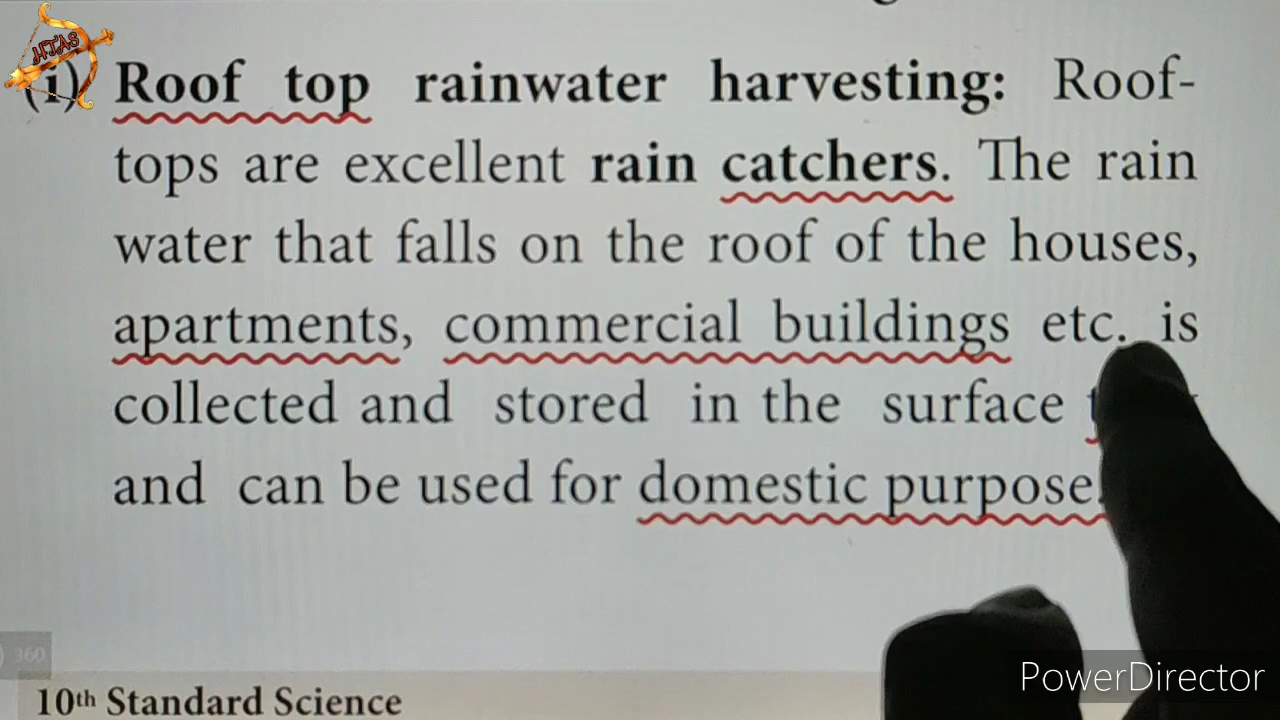 HTAS
(i) Roof top rainwater harvesting: Roof-
tops are excellent rain catchers. The rain
water that falls on the roof of the houses,
apartments, commercial buildings etc. is
collected and stored in the surface
and can be used for domestic purpose
360
10th Standard Science
PowerDirector